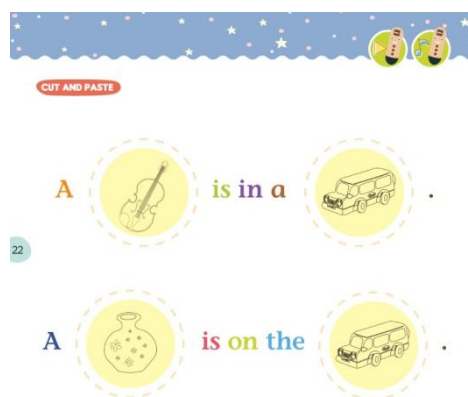 CUT AND PASTE
A is in a .
22
A is on the .